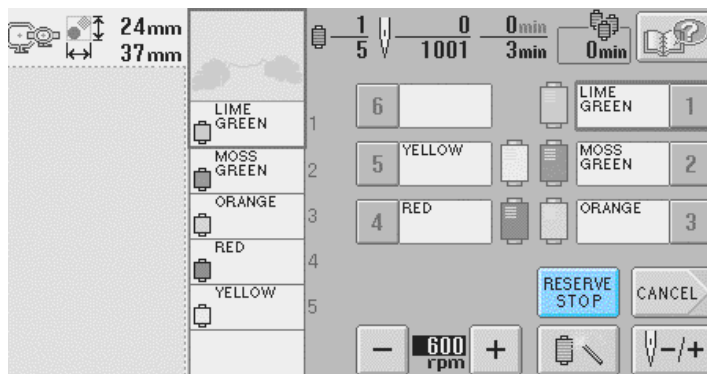 24mm
37mm
1
5
0
1001
0min
3min
0min
LIME
GREEN
1
MOSS
GREEN
2
ORANGE
3
RED
4
YELLOW
5
6
LIME
GREEN
1
5
YELLOW
MOSS
GREEN
2
4
RED
ORANGE
3
RESERVE
STOP
CANCEL
−
600
rpm
+
−/+